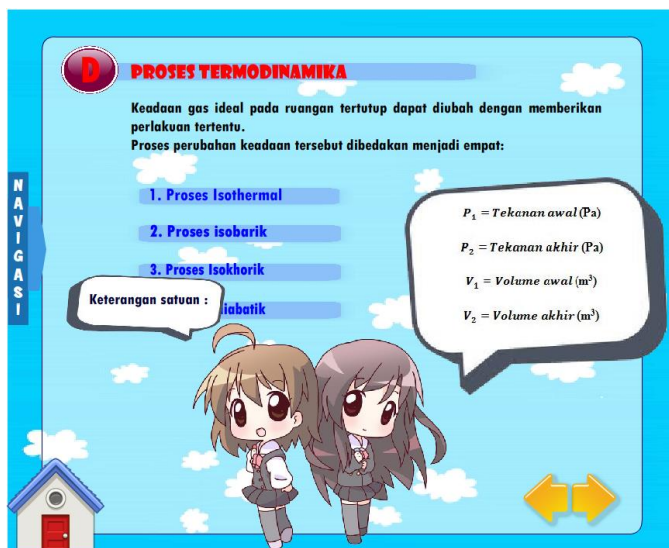 D PROSES TERMODINAMIKA
Keadaan gas ideal pada ruangan tertutup dapat diubah dengan memberikan
perlakuan tertentu.
Proses perubahan keadaan tersebut dibedakan menjadi empat:
NAVIGASI
1. Proses Isothermal
2. Proses isobarik
3. Proses Isokhorik
iabatik
Keterangan satuan :
P₁ = Tekanan awal (Pa)
P₂ = Tekanan akhir (Pa)
V₁ = Volume awal (m³)
V₂ = Volume akhir (m³)